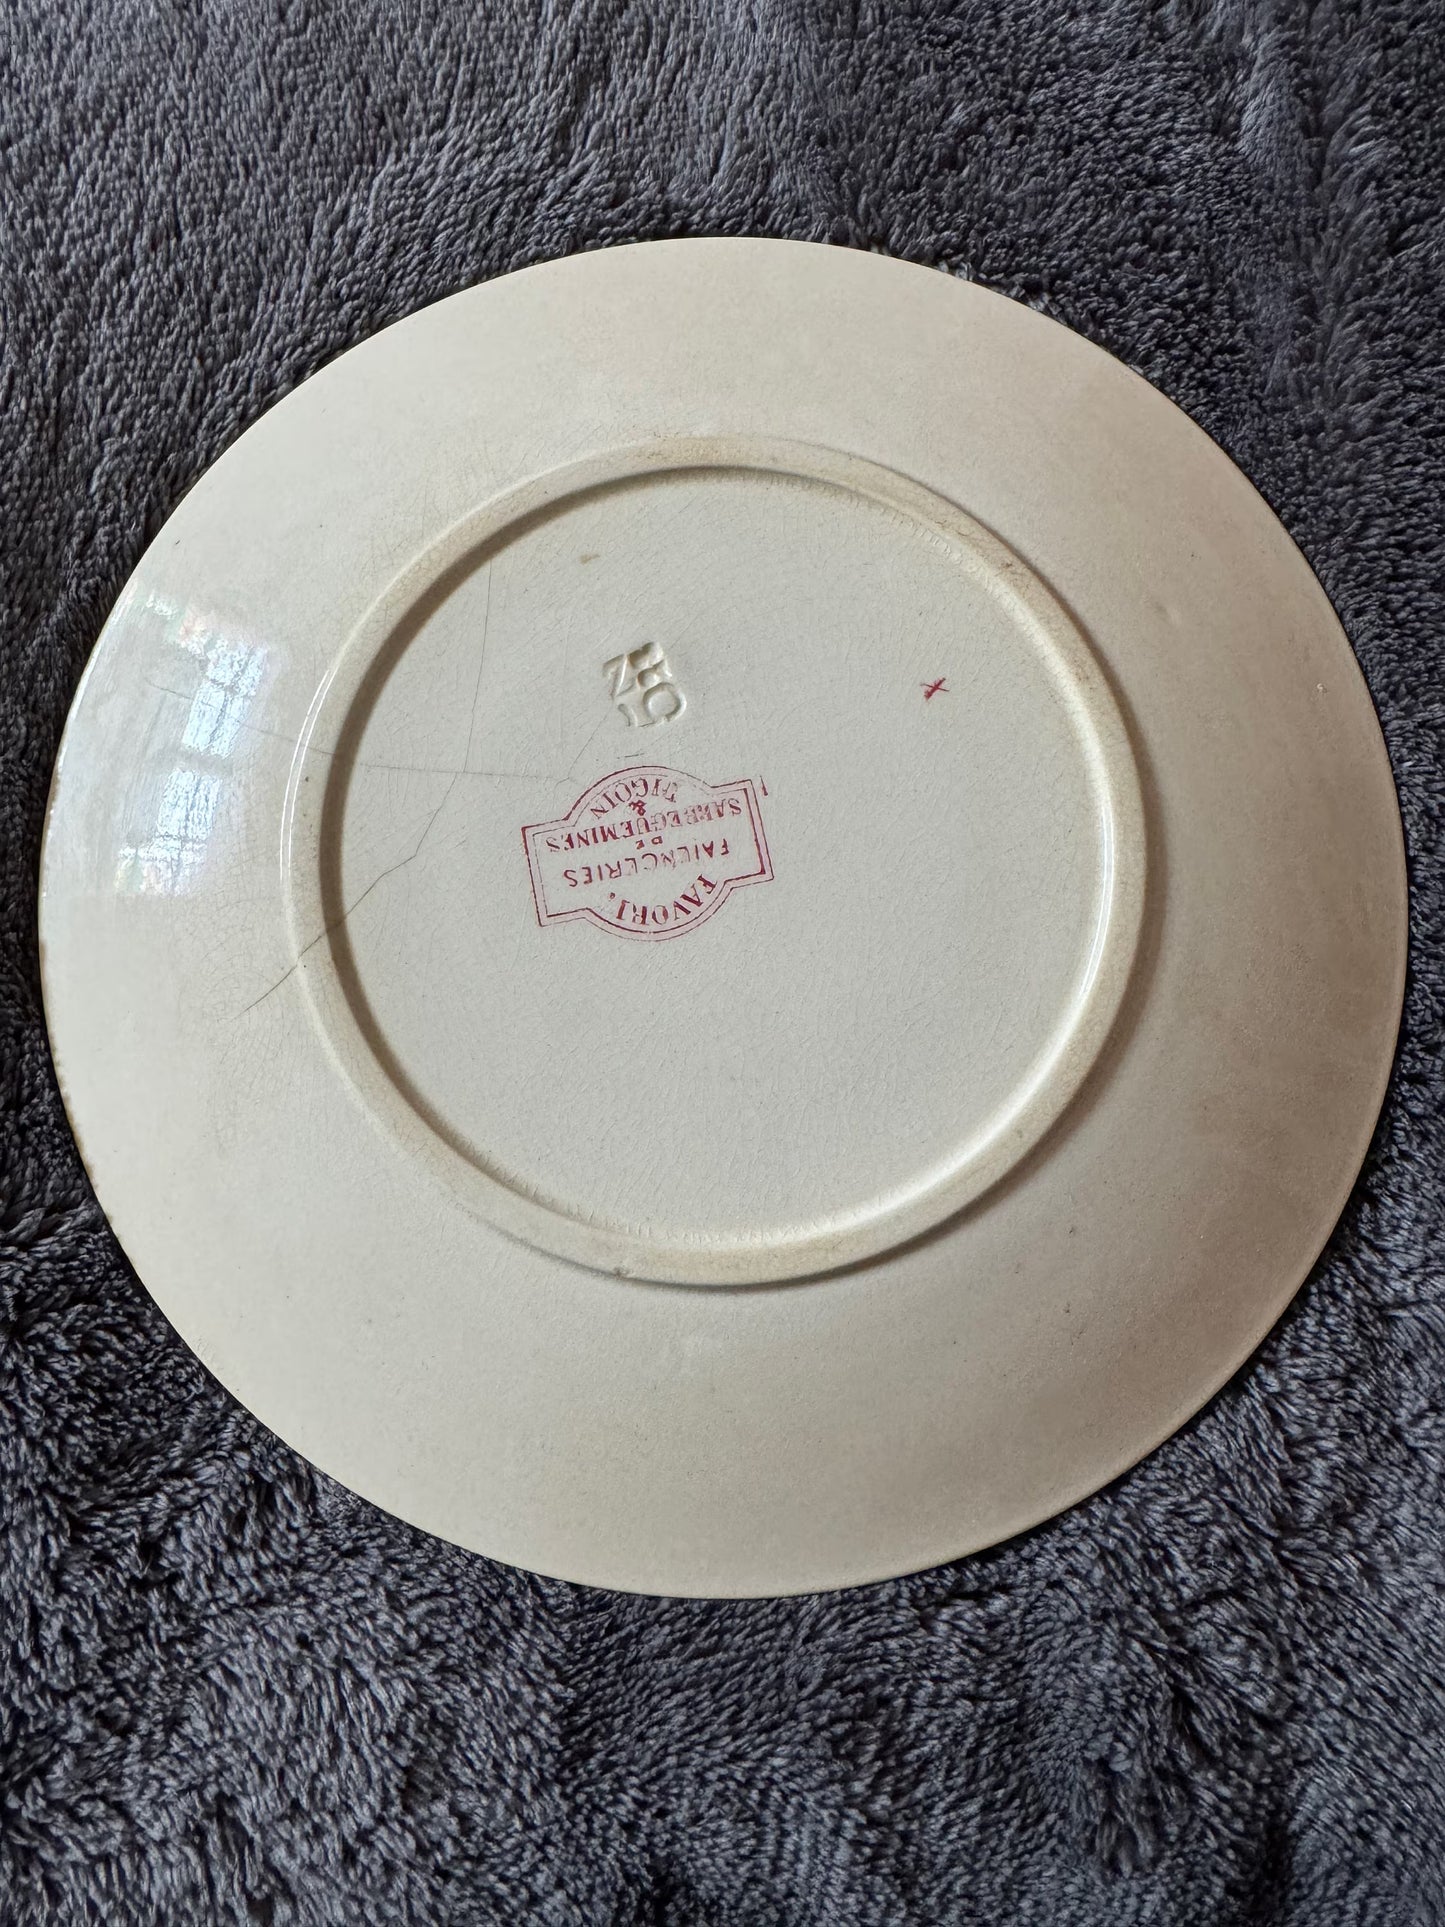 FAVORI,
FAIENCERIES
DE
SARREGUEMINES
&
DIGOIN